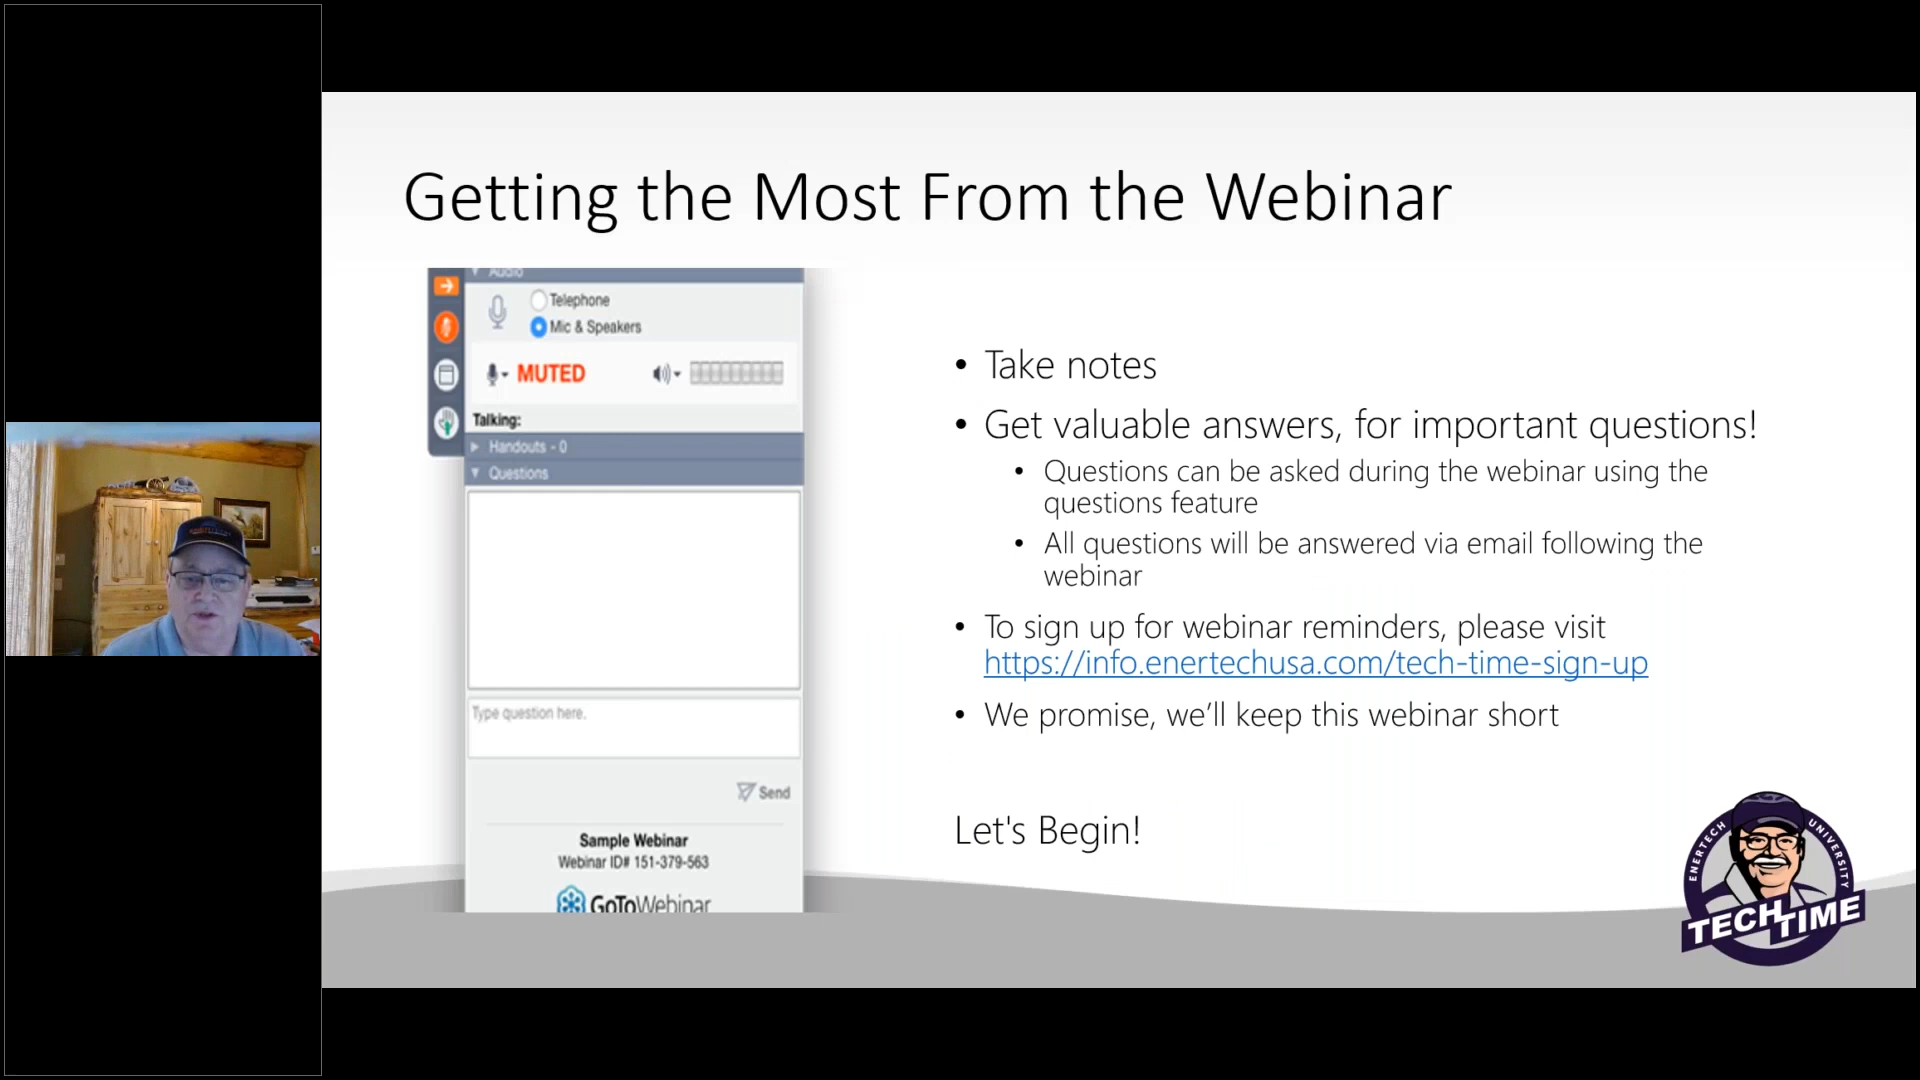 Getting the Most From the Webinar
Audio
Telephone
Mic & Speakers
MUTED
Talking:
Handouts - 0
Questions
Type question here.
Send
Sample Webinar
Webinar ID# 151-379-563
GoToWebinar
• Take notes
• Get valuable answers, for important questions!
• Questions can be asked during the webinar using the
questions feature
• All questions will be answered via email following the
webinar
• To sign up for webinar reminders, please visit
https://info.enertechusa.com/tech-time-sign-up
• We promise, we’ll keep this webinar short
Let's Begin!
ENERTECH UNIVERSITY
TECH TIME